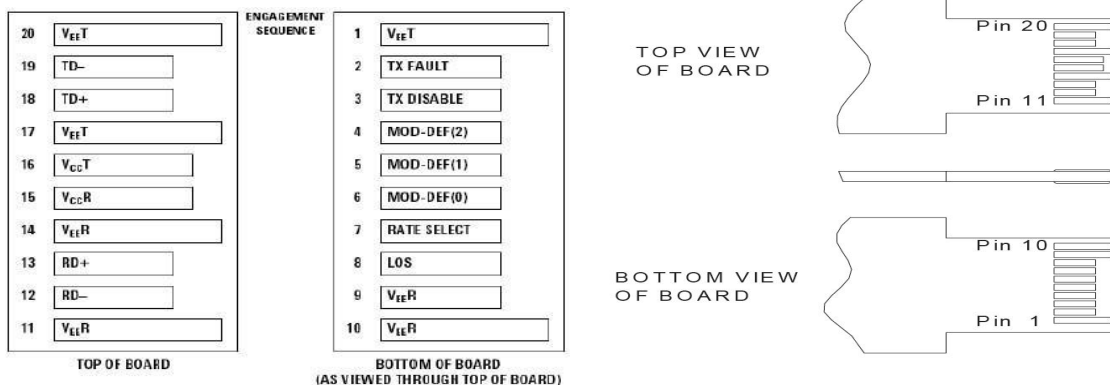 ENGAGEMENT
SEQUENCE
20 VEET
19 TD–
18 TD+
17 VEET
16 VCCT
15 VCCR
14 VEER
13 RD+
12 RD–
11 VEER
TOP OF BOARD
1 VEET
2 TX FAULT
3 TX DISABLE
4 MOD-DEF(2)
5 MOD-DEF(1)
6 MOD-DEF(0)
7 RATE SELECT
8 LOS
9 VEER
10 VEER
BOTTOM OF BOARD
(AS VIEWED THROUGH TOP OF BOARD)
TOP VIEW
OF BOARD
Pin 20
Pin 11
BOTTOM VIEW
OF BOARD
Pin 10
Pin 1